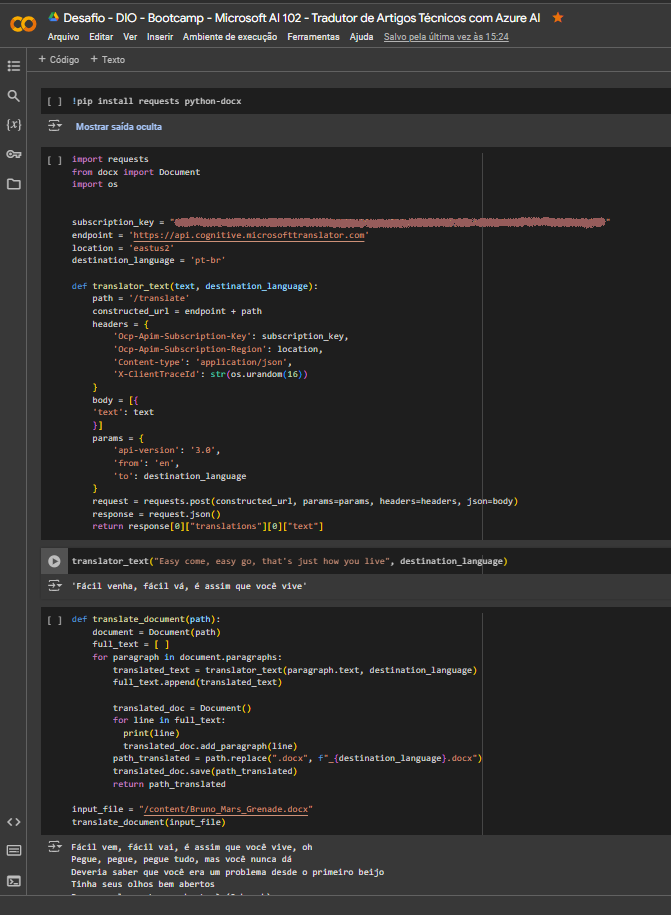 Desafio - DIO - Bootcamp - Microsoft AI 102 - Tradutor de Artigos Técnicos com Azure AI
Arquivo Editar Ver Inserir Ambiente de execução Ferramentas Ajuda Salvo pela última vez às 15:24
+ Código + Texto
[ ] !pip install requests python-docx
Mostrar saída oculta
[ ] import requests
from docx import Document
import os
subscription_key = "
endpoint = 'https://api.cognitive.microsofttranslator.com'
location = 'eastus2'
destination_language = 'pt-br'
def translator_text(text, destination_language):
path = '/translate'
constructed_url = endpoint + path
headers = {
'Ocp-Apim-Subscription-Key': subscription_key,
'Ocp-Apim-Subscription-Region': location,
'Content-type': 'application/json',
'X-ClientTraceId': str(os.urandom(16))
}
body = [{
'text': text
}]
params = {
'api-version': '3.0',
'from': 'en',
'to': destination_language
}
request = requests.post(constructed_url, params=params, headers=headers, json=body)
response = request.json()
return response[0]["translations"][0]["text"]
translator_text("Easy come, easy go, that's just how you live", destination_language)
'Fácil venha, fácil vá, é assim que você vive'
[ ] def translate_document(path):
document = Document(path)
full_text = [ ]
for paragraph in document.paragraphs:
translated_text = translator_text(paragraph.text, destination_language)
full_text.append(translated_text)
translated_doc = Document()
for line in full_text:
print(line)
translated_doc.add_paragraph(line)
path_translated = path.replace(".docx", f"_{destination_language}.docx")
translated_doc.save(path_translated)
return path_translated
input_file = "/content/Bruno_Mars_Grenade.docx"
translate_document(input_file)
Fácil vem, fácil vai, é assim que você vive, oh
Pegue, pegue, pegue tudo, mas você nunca dá
Deveria saber que você era um problema desde o primeiro beijo
Tinha seus olhos bem abertos